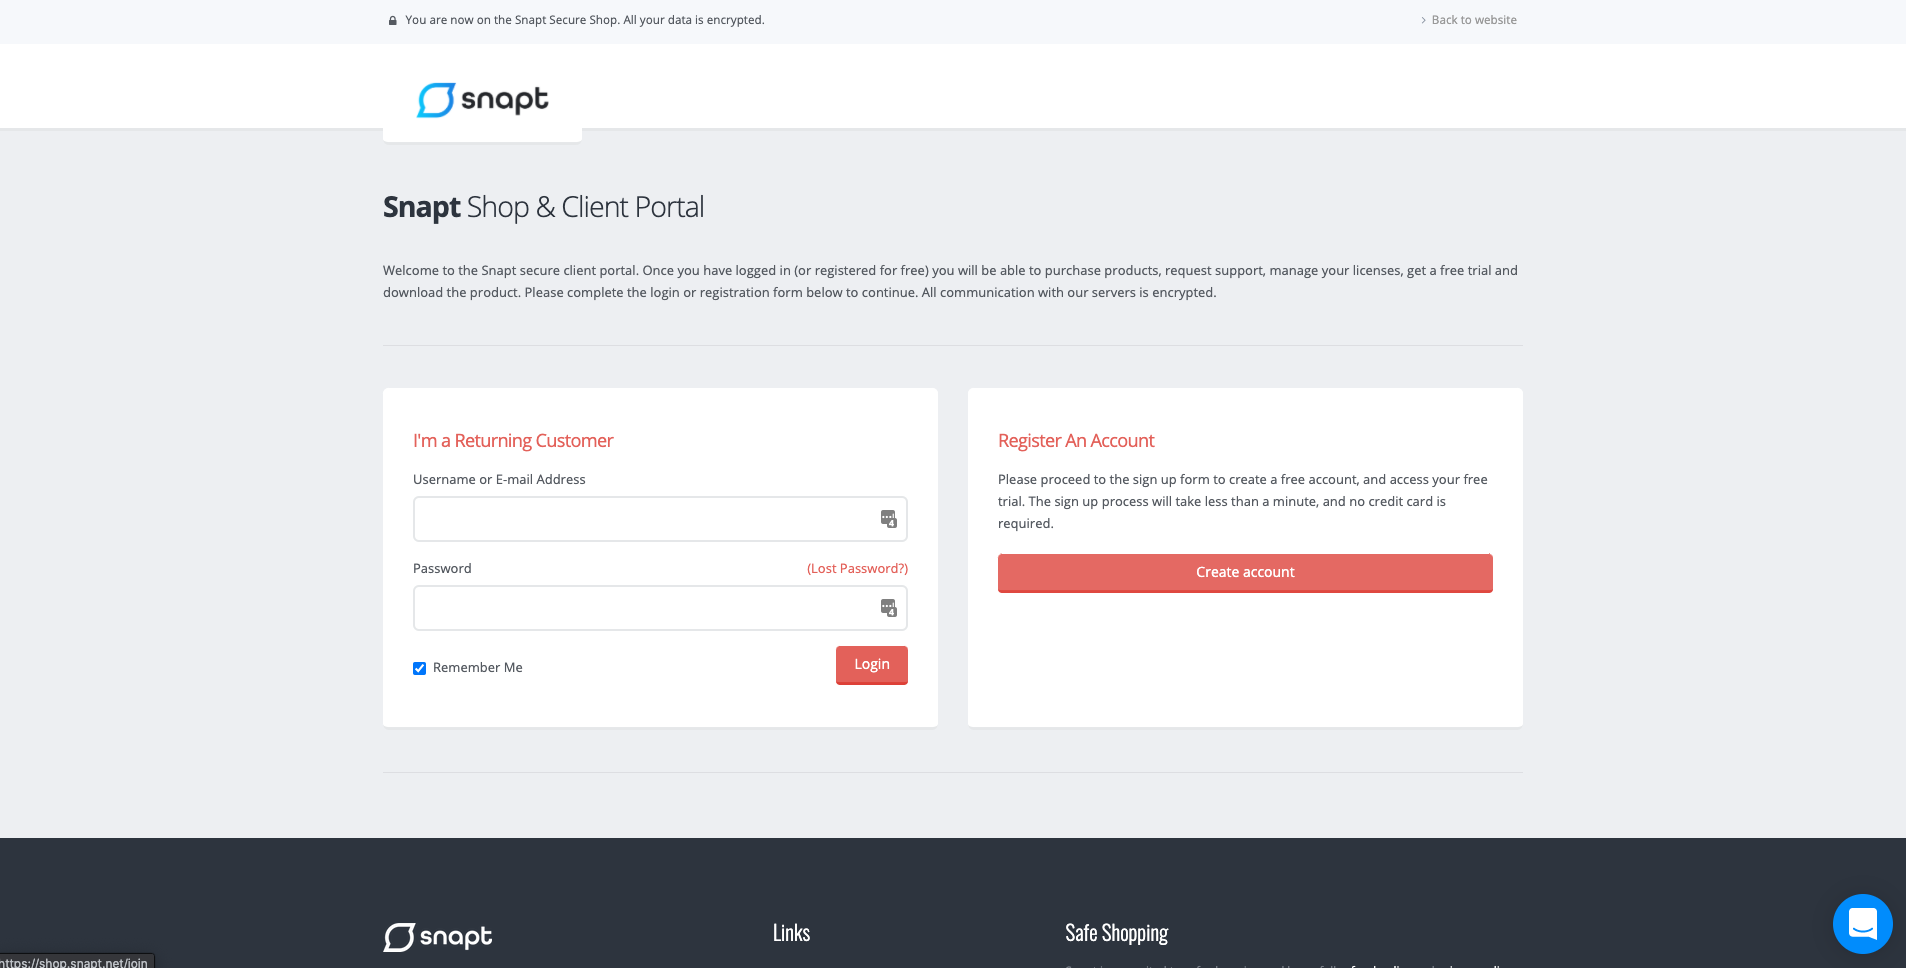 You are now on the Snapt Secure Shop. All your data is encrypted.
Back to website
snapt
Snapt Shop & Client Portal
Welcome to the Snapt secure client portal. Once you have logged in (or registered for free) you will be able to purchase products, request support, manage your licenses, get a free trial and
download the product. Please complete the login or registration form below to continue. All communication with our servers is encrypted.
I'm a Returning Customer
Username or E-mail Address
4
Password
(Lost Password?)
4
Remember Me
Login
Register An Account
Please proceed to the sign up form to create a free account, and access your free
trial. The sign up process will take less than a minute, and no credit card is
required.
Create account
snapt
Links
Safe Shopping
https://shop.snapt.net/join